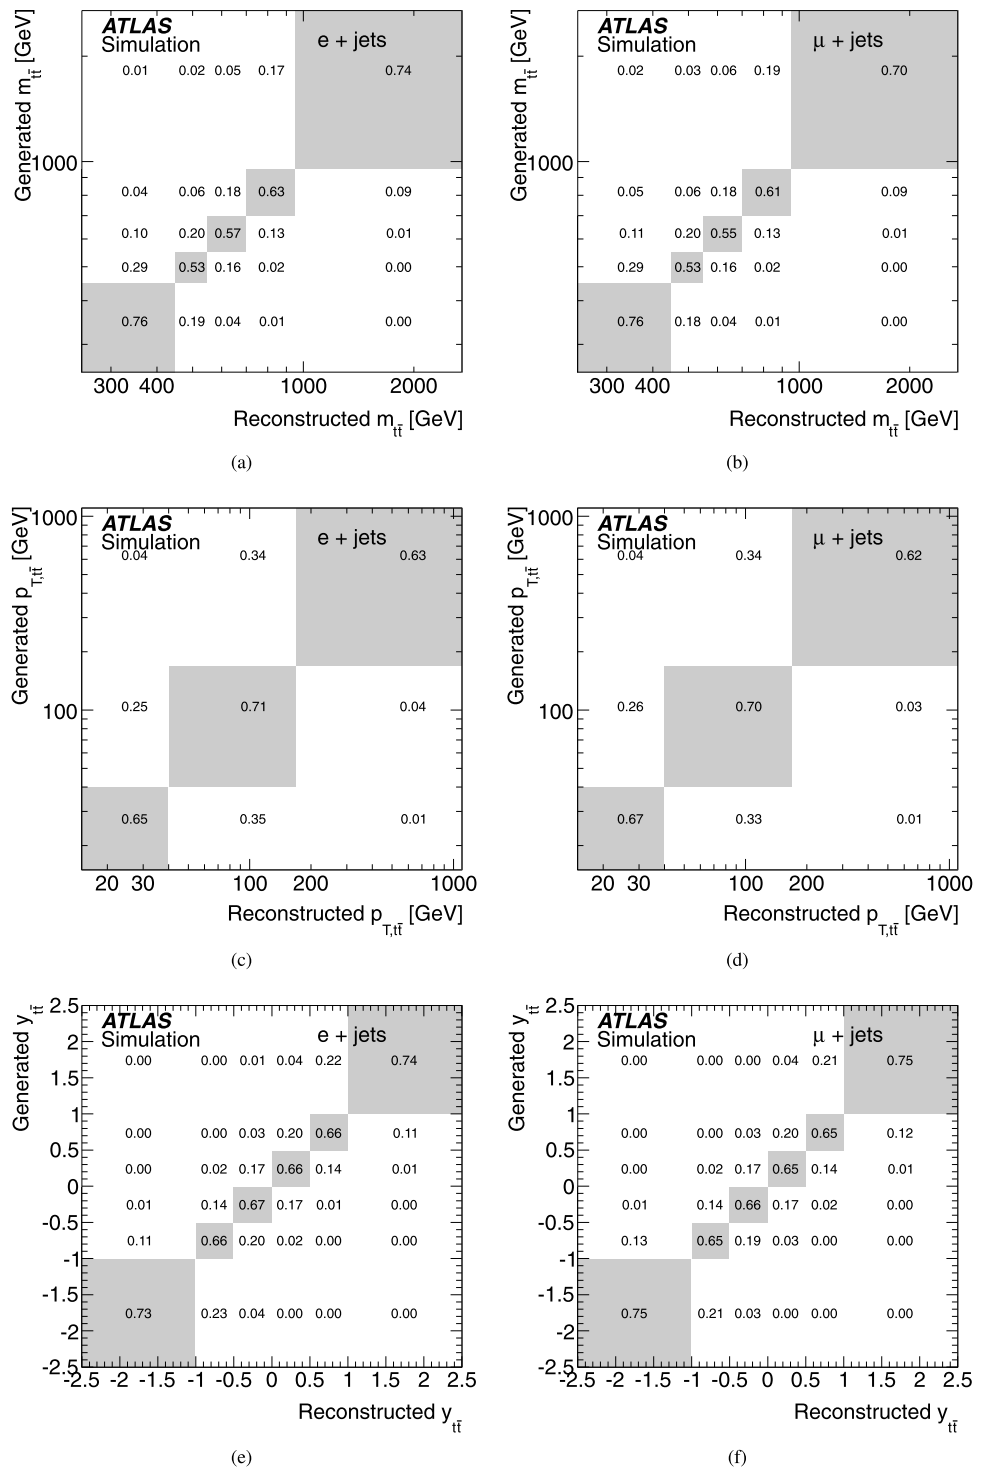 ATLAS
Simulation
e + jets
Generated m_tt̄ [GeV]
1000
0.01 0.02 0.05 0.17 0.74
0.04 0.06 0.18 0.63 0.09
0.10 0.20 0.57 0.13 0.01
0.29 0.53 0.16 0.02 0.00
0.76 0.19 0.04 0.01 0.00
300 400 1000 2000
Reconstructed m_tt̄ [GeV]
(a)
ATLAS
Simulation
μ + jets
Generated m_tt̄ [GeV]
1000
0.02 0.03 0.06 0.19 0.70
0.05 0.06 0.18 0.61 0.09
0.11 0.20 0.55 0.13 0.01
0.29 0.53 0.16 0.02 0.00
0.76 0.18 0.04 0.01 0.00
300 400 1000 2000
Reconstructed m_tt̄ [GeV]
(b)
ATLAS
Simulation
e + jets
Generated p_T,tt̄ [GeV]
1000
0.04 0.34 0.63
100
0.25 0.71 0.04
0.65 0.35 0.01
20 30 100 200 1000
Reconstructed p_T,tt̄ [GeV]
(c)
ATLAS
Simulation
μ + jets
Generated p_T,tt̄ [GeV]
1000
0.04 0.34 0.62
100
0.26 0.70 0.03
0.67 0.33 0.01
20 30 100 200 1000
Reconstructed p_T,tt̄ [GeV]
(d)
ATLAS
Simulation
e + jets
Generated y_tt̄
2.5
2
1.5
1
0.5
0
-0.5
-1
-1.5
-2
-2.5
0.00 0.00 0.01 0.04 0.22 0.74
0.00 0.00 0.03 0.20 0.66 0.11
0.00 0.02 0.17 0.66 0.14 0.01
0.01 0.14 0.67 0.17 0.01 0.00
0.11 0.66 0.20 0.02 0.00 0.00
0.73 0.23 0.04 0.00 0.00 0.00
-2.5 -2 -1.5 -1 -0.5 0 0.5 1 1.5 2 2.5
Reconstructed y_tt̄
(e)
ATLAS
Simulation
μ + jets
Generated y_tt̄
2.5
2
1.5
1
0.5
0
-0.5
-1
-1.5
-2
-2.5
0.00 0.00 0.00 0.04 0.21 0.75
0.00 0.00 0.03 0.20 0.65 0.12
0.00 0.02 0.17 0.65 0.14 0.01
0.01 0.14 0.66 0.17 0.02 0.00
0.13 0.65 0.19 0.03 0.00 0.00
0.75 0.21 0.03 0.00 0.00 0.00
-2.5 -2 -1.5 -1 -0.5 0 0.5 1 1.5 2 2.5
Reconstructed y_tt̄
(f)